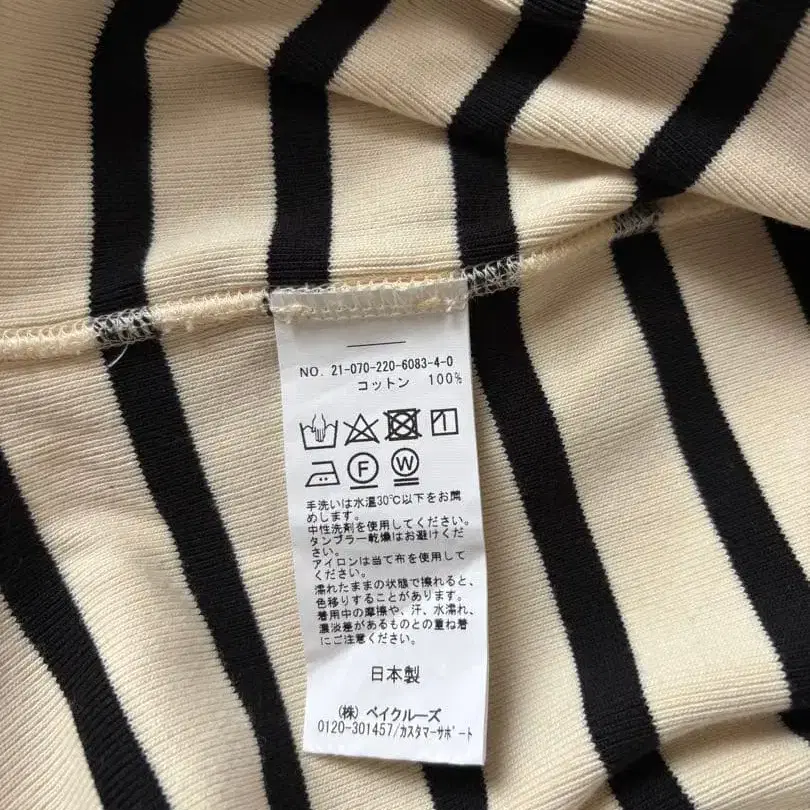 NO. 21-070-220-6083-4-0
コットン 100%
F W
手洗いは水温30℃以下をお薦
めします。
中性洗剤を使用してください。
タンブラー乾燥はお避けくだ
さい。
アイロンは当て布を使用して
ください。
濡れたままの状態で擦れると、
色移りすることがあります。
着用中の摩擦や、汗、水濡れ、
濃淡差があるものとの重ね着
にご注意ください。
日本製
(株) ベイクルーズ
0120-301457/カスタマーサポート